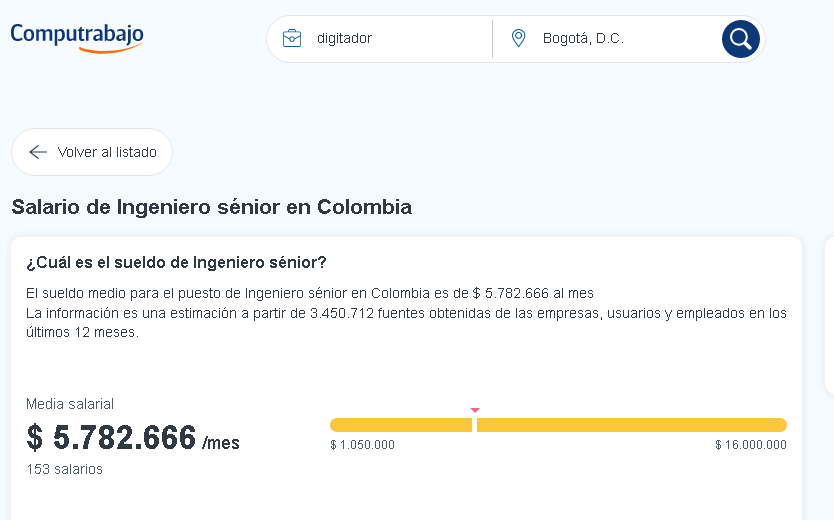 Computrabajo
digitador
Bogotá, D.C.
Volver al listado
Salario de Ingeniero sénior en Colombia
¿Cuál es el sueldo de Ingeniero sénior?
El sueldo medio para el puesto de Ingeniero sénior en Colombia es de $ 5.782.666 al mes
La información es una estimación a partir de 3.450.712 fuentes obtenidas de las empresas, usuarios y empleados en los
últimos 12 meses.
Media salarial
$ 5.782.666 /mes
153 salarios
$ 1.050.000
$ 16.000.000